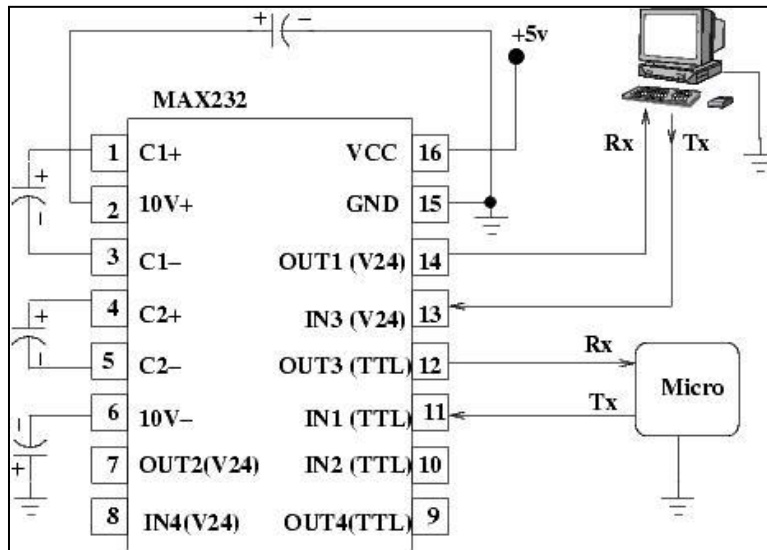 + −
+5v
MAX232
1 C1+ VCC 16
Rx Tx
+
−
2 10V+ GND 15
3 C1− OUT1 (V24) 14
4 C2+ IN3 (V24) 13
+
−
5 C2− OUT3 (TTL) 12
Rx
Micro
6 10V− IN1 (TTL) 11
Tx
−
+
7 OUT2(V24) IN2 (TTL) 10
8 IN4(V24) OUT4(TTL) 9